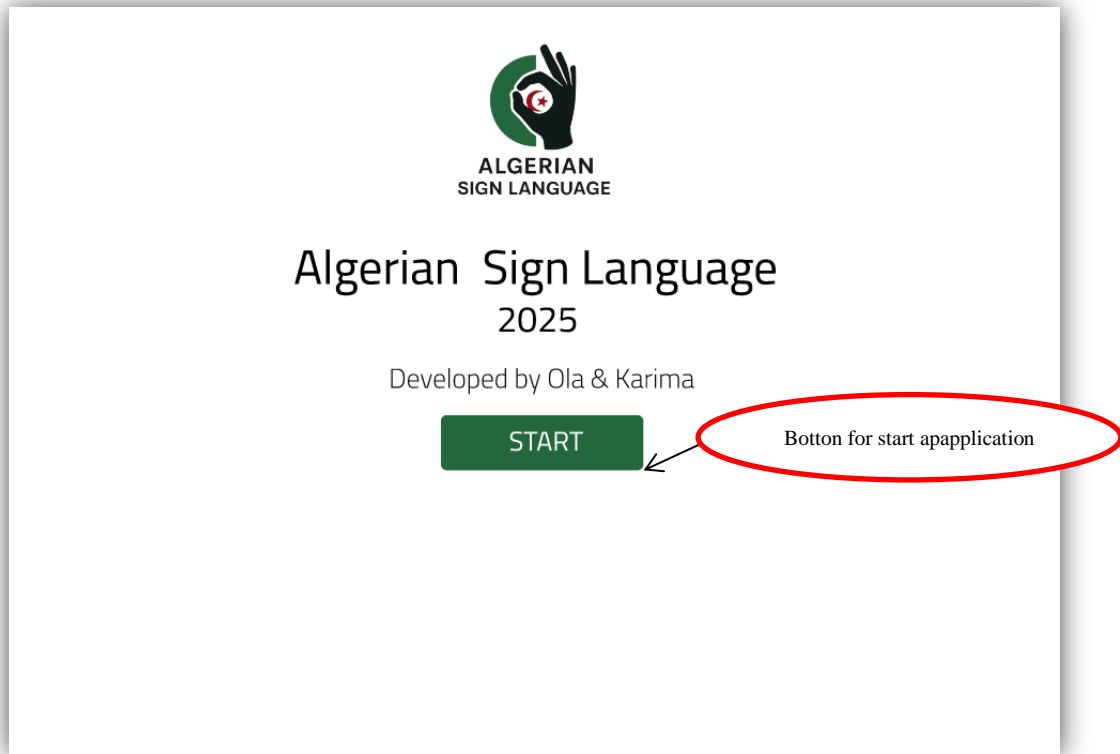 ALGERIAN
SIGN LANGUAGE
Algerian Sign Language
2025
Developed by Ola & Karima
START
Botton for start apapplication